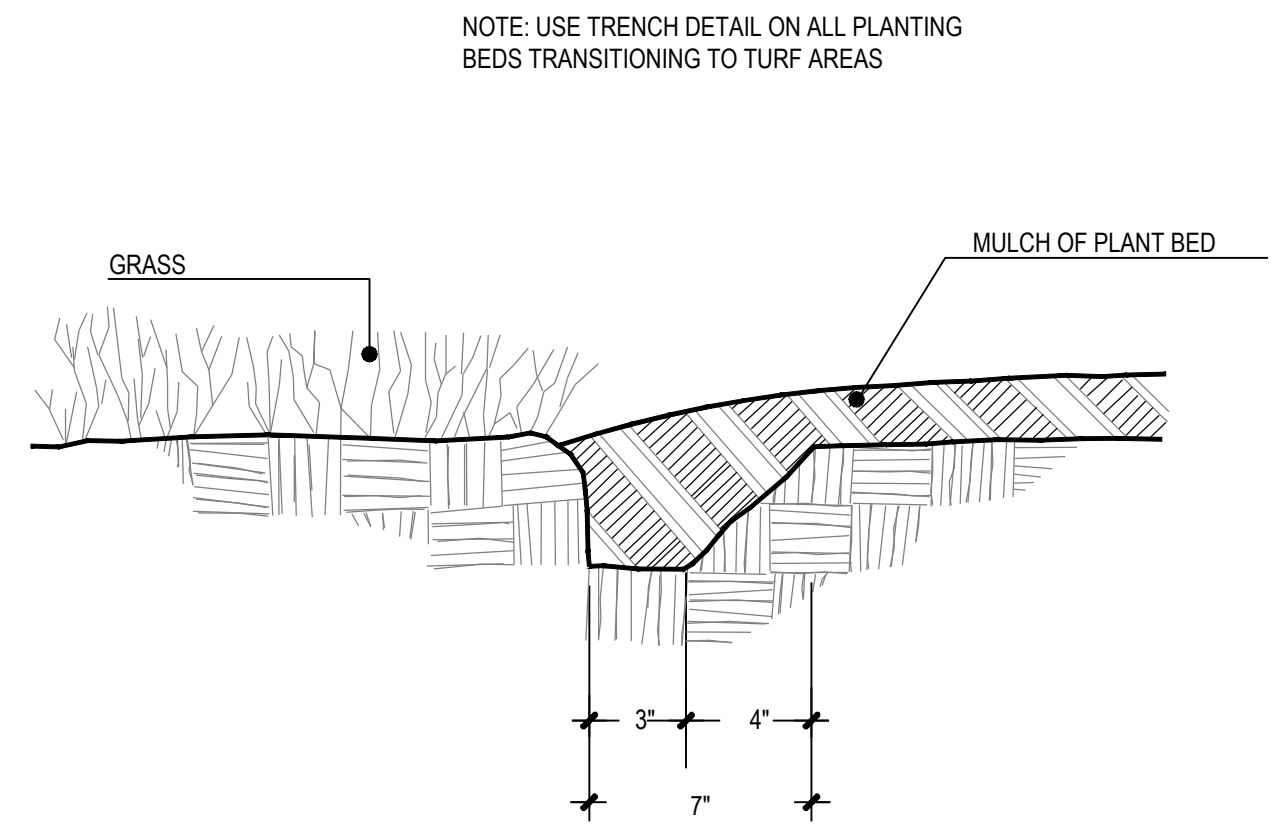 NOTE: USE TRENCH DETAIL ON ALL PLANTING
BEDS TRANSITIONING TO TURF AREAS
MULCH OF PLANT BED
GRASS
3"
4"
7"